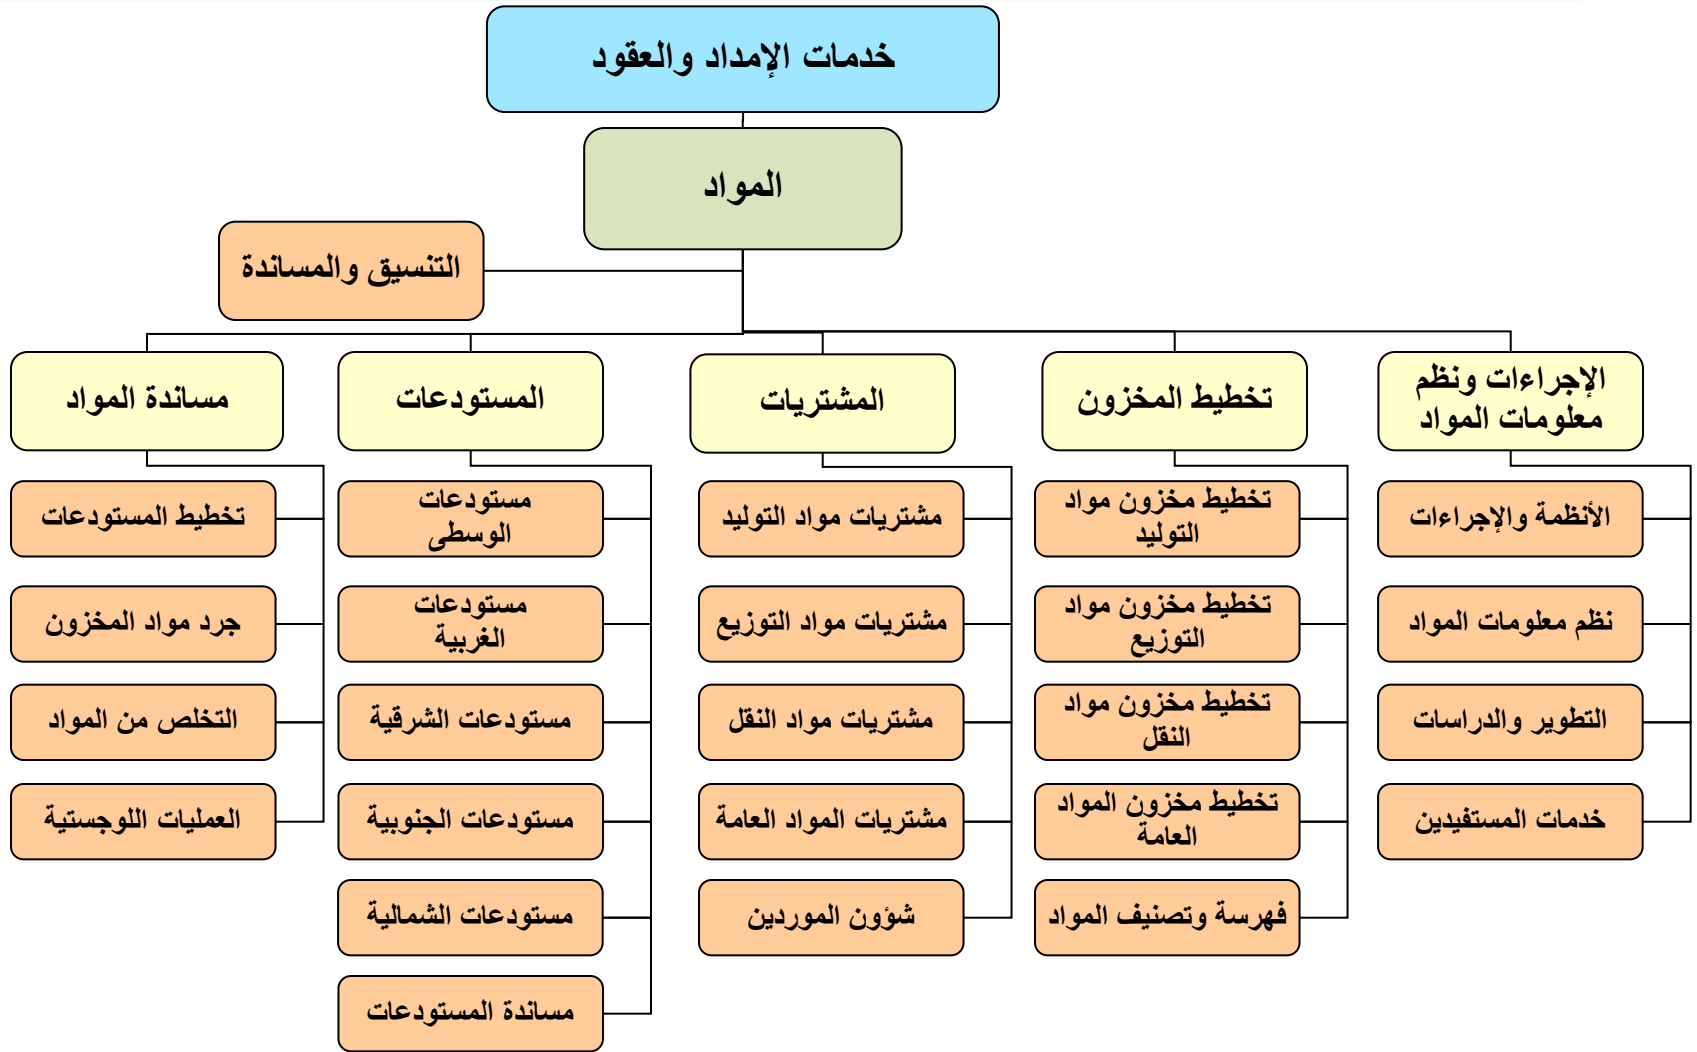 خدمات الإمداد والعقود
المواد
التنسيق والمساندة
الإجراءات ونظم
معلومات المواد
تخطيط المخزون
المشتريات
المستودعات
مساندة المواد
الأنظمة والإجراءات
نظم معلومات المواد
التطوير والدراسات
خدمات المستفيدين
تخطيط مخزون مواد
التوليد
تخطيط مخزون مواد
التوزيع
تخطيط مخزون مواد
النقل
تخطيط مخزون المواد
العامة
فهرسة وتصنيف المواد
مشتريات مواد التوليد
مشتريات مواد التوزيع
مشتريات مواد النقل
مشتريات المواد العامة
شؤون الموردين
مستودعات
الوسطى
مستودعات
الغربية
مستودعات الشرقية
مستودعات الجنوبية
مستودعات الشمالية
مساندة المستودعات
تخطيط المستودعات
جرد مواد المخزون
التخلص من المواد
العمليات اللوجستية